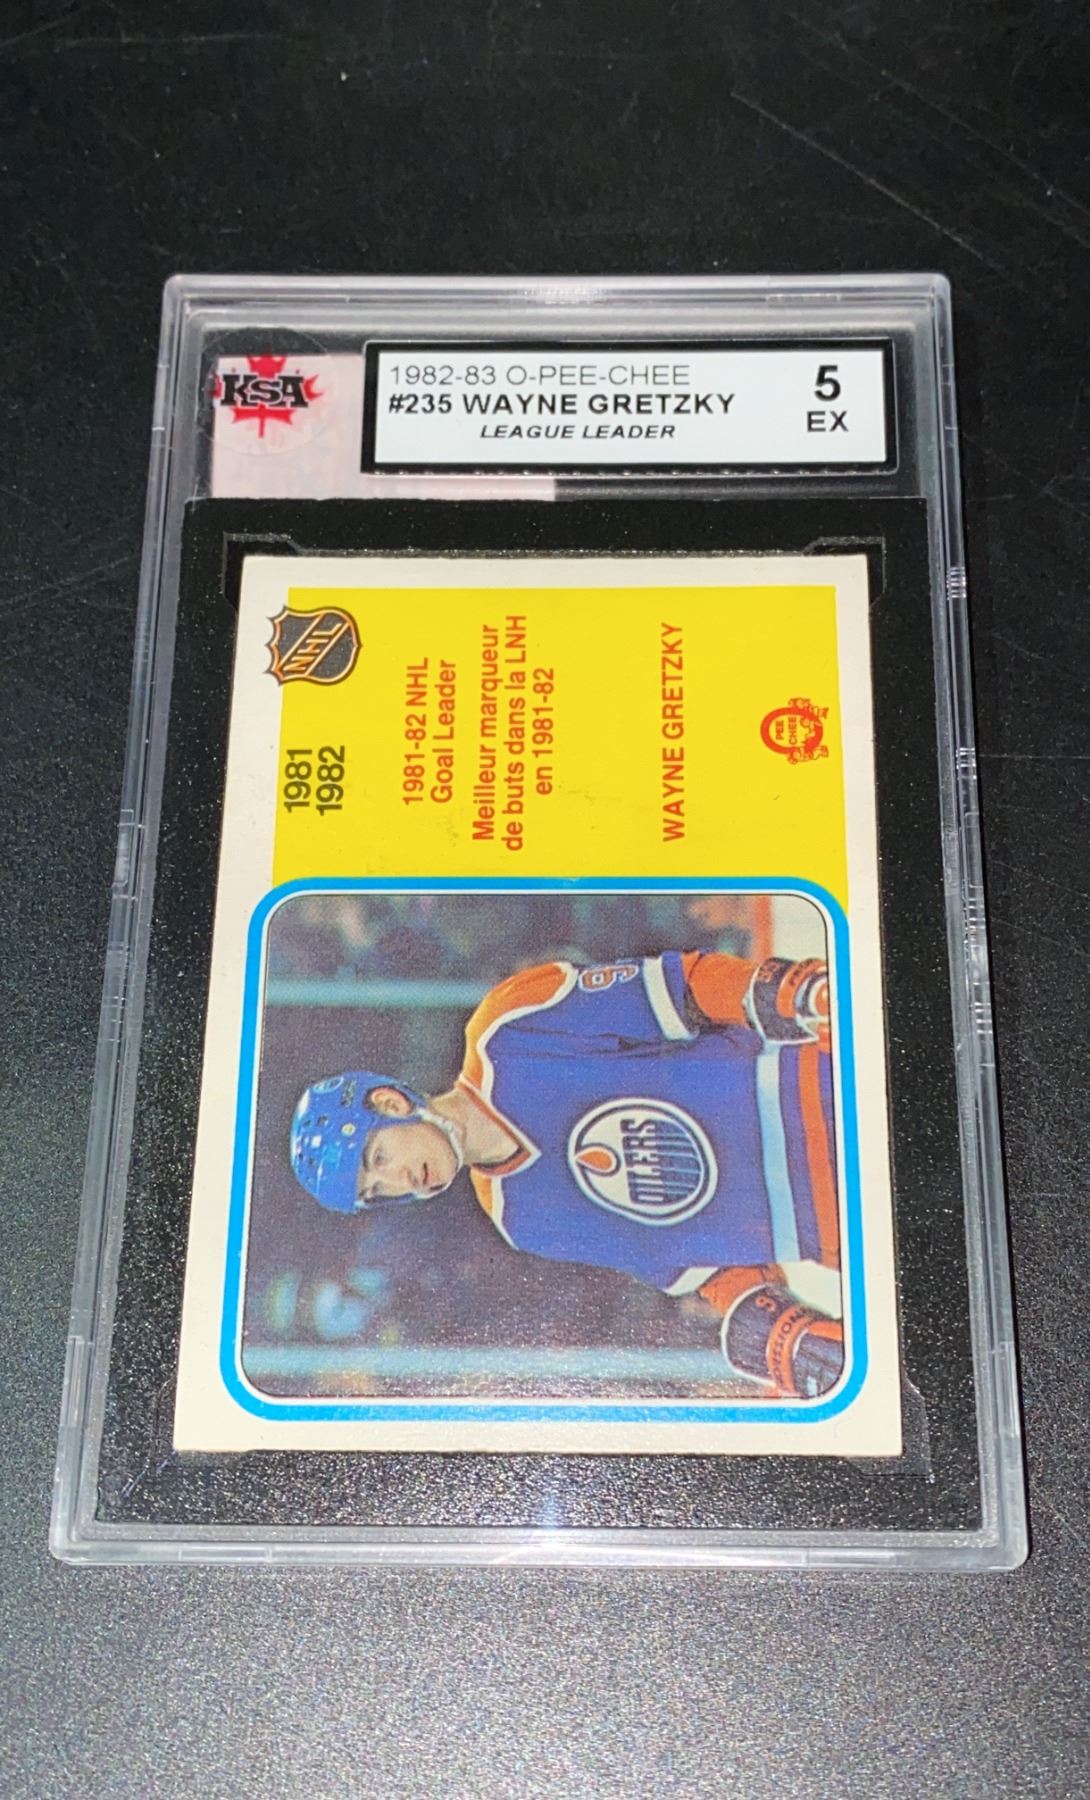 KSA
1982-83 O-PEE-CHEE
#235 WAYNE GRETZKY
LEAGUE LEADER
5
EX
NHL
1981
1982
1981-82 NHL
Goal Leader
Meilleur marqueur
de buts dans la LNH
en 1981-82
WAYNE GRETZKY
O
PEE
CHEE
OILERS